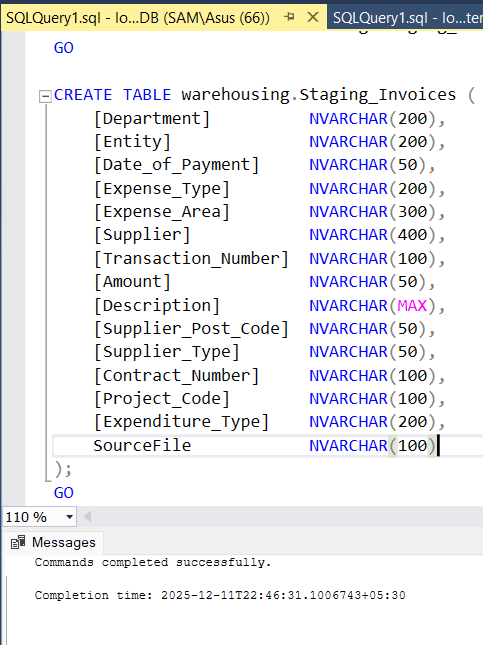 SQLQuery1.sql - lo...DB (SAM\Asus (66))
SQLQuery1.sql - lo...ter
GO
CREATE TABLE warehousing.Staging_Invoices (
[Department] NVARCHAR(200),
[Entity] NVARCHAR(200),
[Date_of_Payment] NVARCHAR(50),
[Expense_Type] NVARCHAR(200),
[Expense_Area] NVARCHAR(300),
[Supplier] NVARCHAR(400),
[Transaction_Number] NVARCHAR(100),
[Amount] NVARCHAR(50),
[Description] NVARCHAR(MAX),
[Supplier_Post_Code] NVARCHAR(50),
[Supplier_Type] NVARCHAR(50),
[Contract_Number] NVARCHAR(100),
[Project_Code] NVARCHAR(100),
[Expenditure_Type] NVARCHAR(200),
SourceFile NVARCHAR(100)
);
GO
110 %
Messages
Commands completed successfully.
Completion time: 2025-12-11T22:46:31.1006743+05:30